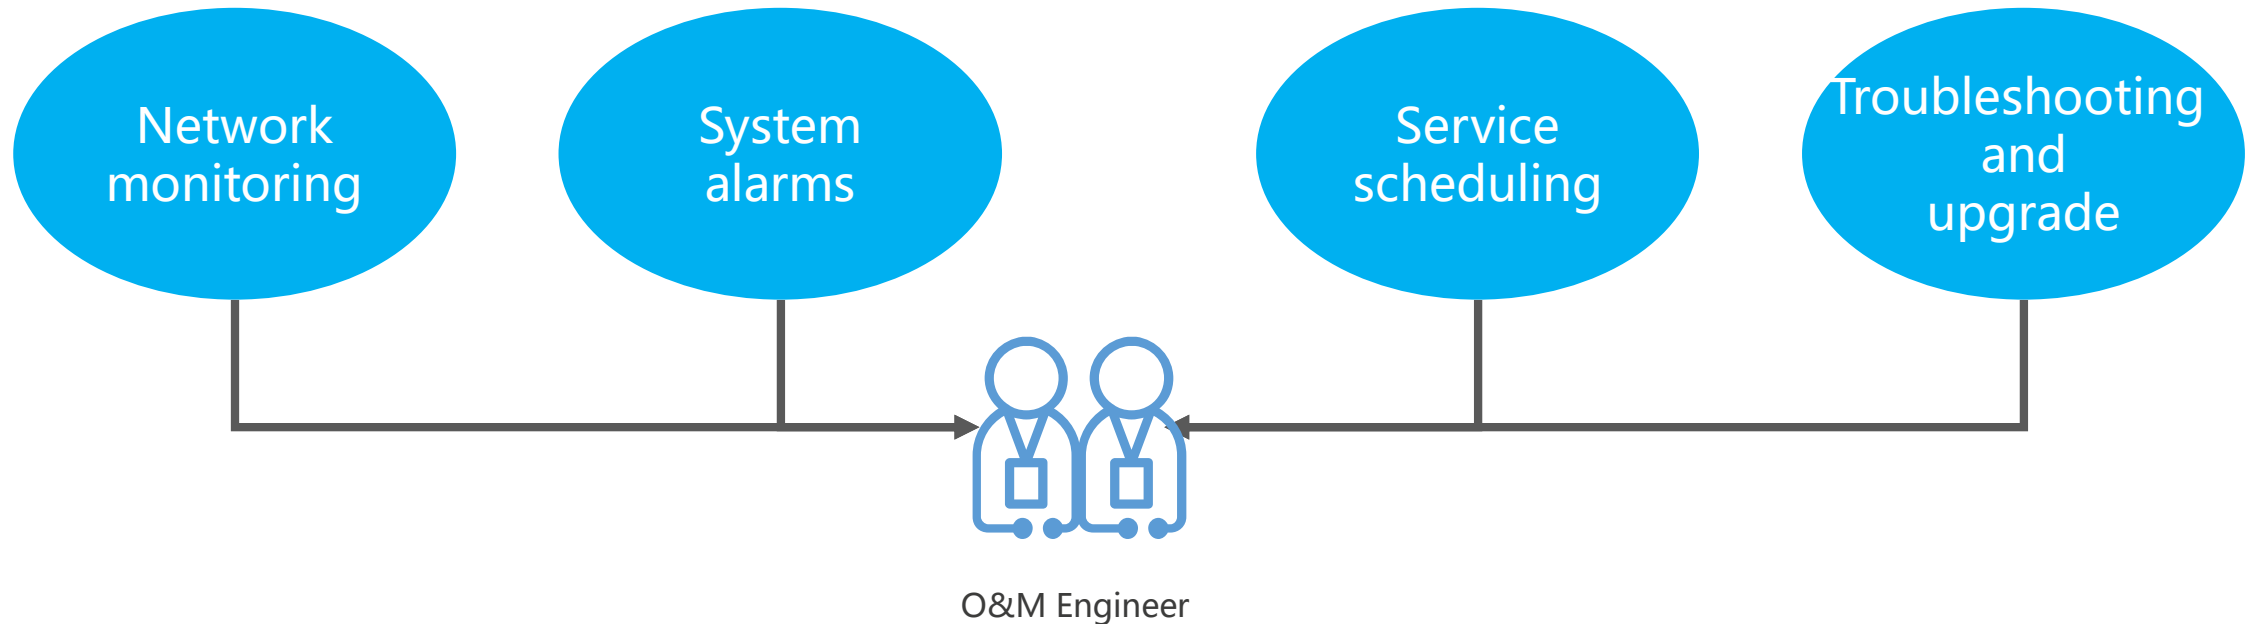 Network
monitoring
System
alarms
Service
scheduling
Troubleshooting
and
upgrade
O&M Engineer